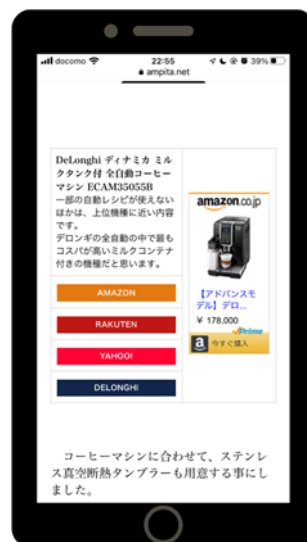 docomo
22:55
39%
ampita.net
DeLonghi ディナミカ ミル
クタンク付 全自動コーヒー
マシン ECAM35055B
一部の自動レシピが使えない
ほかは、上位機種に近い内容
です。
デロンギの全自動の中で最も
コスパが高いミルクコンテナ
付きの機種だと思います。
AMAZON
RAKUTEN
YAHOO!
DELONGHI
amazon.co.jp
【アドバンスモ
デル】デロ...
¥ 178,000
Prime
a 今すぐ購入
コーヒーマシンに合わせて、ステンレ
ス真空断熱タンブラーも用意する事にし
ました。